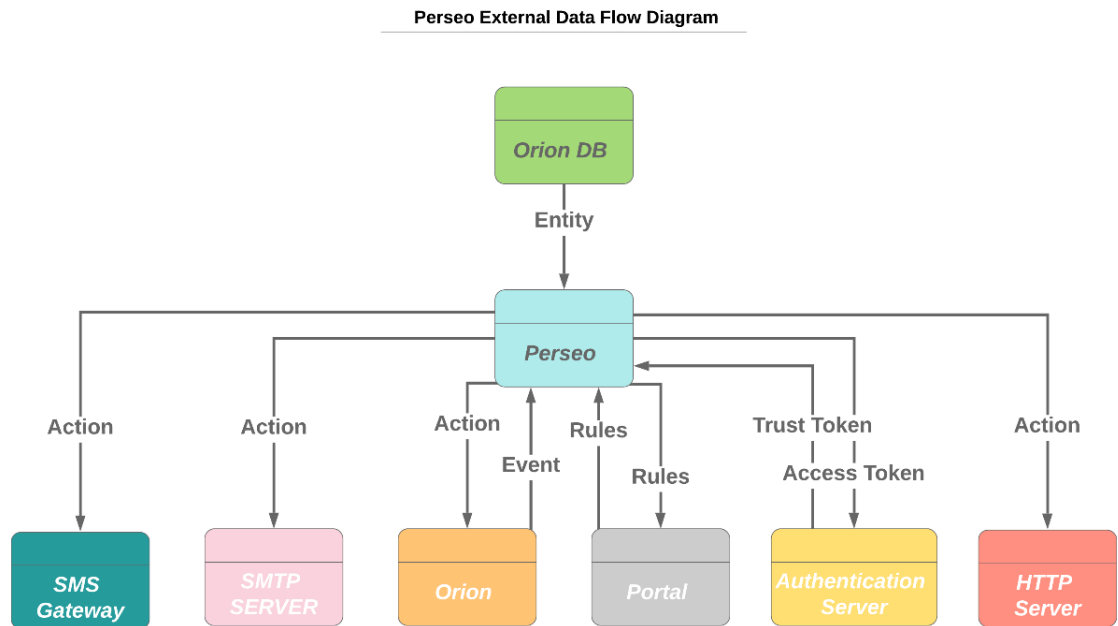 Perseo External Data Flow Diagram
Orion DB
Entity
Perseo
Action
Action
Action
Event
Rules
Rules
Trust Token
Access Token
Action
SMS
Gateway
SMTP
SERVER
Orion
Portal
Authentication
Server
HTTP
Server